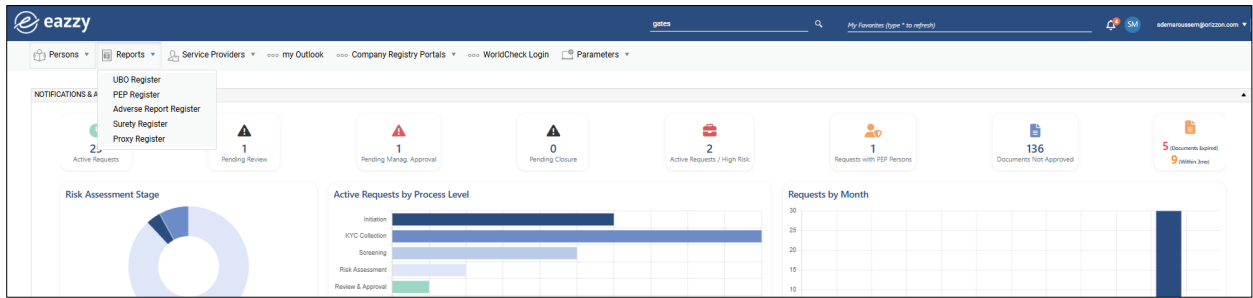 eazzy
gates
My Favorites (type * to refresh)
SM
sdemaroussem@orizzon.com
Persons
Reports
Service Providers
my Outlook
Company Registry Portals
WorldCheck Login
Parameters
UBO Register
PEP Register
Adverse Report Register
Surety Register
Proxy Register
NOTIFICATIONS & A
Active Requests
1
Pending Review
1
Pending Manag. Approval
0
Pending Closure
2
Active Requests / High Risk
1
Requests with PEP Persons
136
Documents Not Approved
5 (Documents Expired)
9 (Within 3mo)
Risk Assessment Stage
Active Requests by Process Level
Initiation
KYC Collection
Screening
Risk Assessment
Review & Approval
Requests by Month
30
25
20
15
10